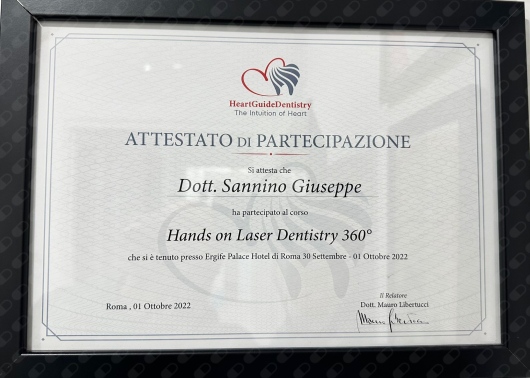 HeartGuideDentistry
The Intuition of Heart
ATTESTATO DI PARTECIPAZIONE
Si attesta che
Dott. Sannino Giuseppe
ha partecipato al corso
Hands on Laser Dentistry 360°
che si è tenuto presso Ergife Palace Hotel di Roma 30 Settembre - 01 Ottobre 2022
Il Relatore
Roma , 01 Ottobre 2022
Dott. Mauro Libertucci